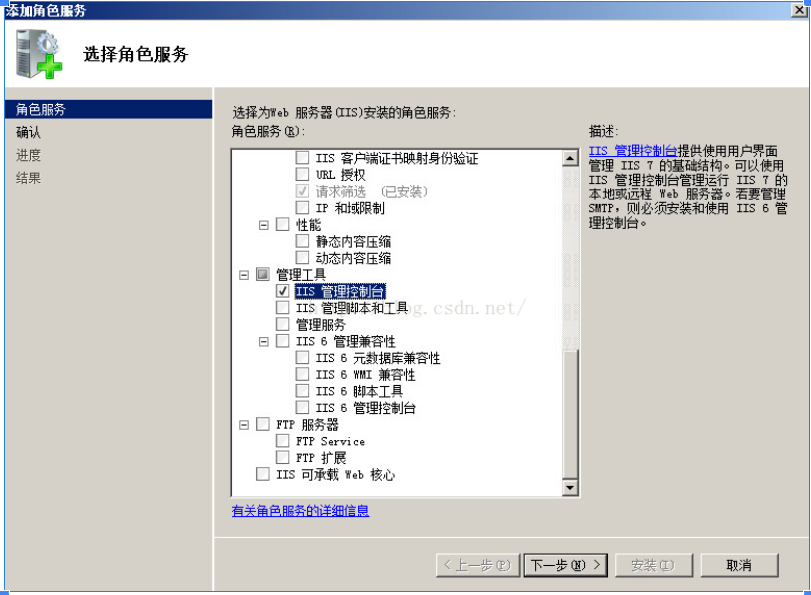 添加角色服务
选择角色服务
角色服务
确认
进度
结果
选择为Web 服务器(IIS)安装的角色服务:
角色服务(R):
IIS 客户端证书映射身份验证
URL 授权
请求筛选 (已安装)
IP 和域限制
性能
静态内容压缩
动态内容压缩
管理工具
IIS 管理控制台
IIS 管理脚本和工具
管理服务
IIS 6 管理兼容性
IIS 6 元数据库兼容性
IIS 6 WMI 兼容性
IIS 6 脚本工具
IIS 6 管理控制台
FTP 服务器
FTP Service
FTP 扩展
IIS 可承载 Web 核心
有关角色服务的详细信息
描述:
IIS 管理控制台提供使用用户界面
管理 IIS 7 的基础结构。可以使用
IIS 管理控制台管理运行 IIS 7 的
本地或远程 Web 服务器。若要管理
SMTP，则必须安装和使用 IIS 6 管
理控制台。
< 上一步(P)
下一步(N) >
安装(I)
取消